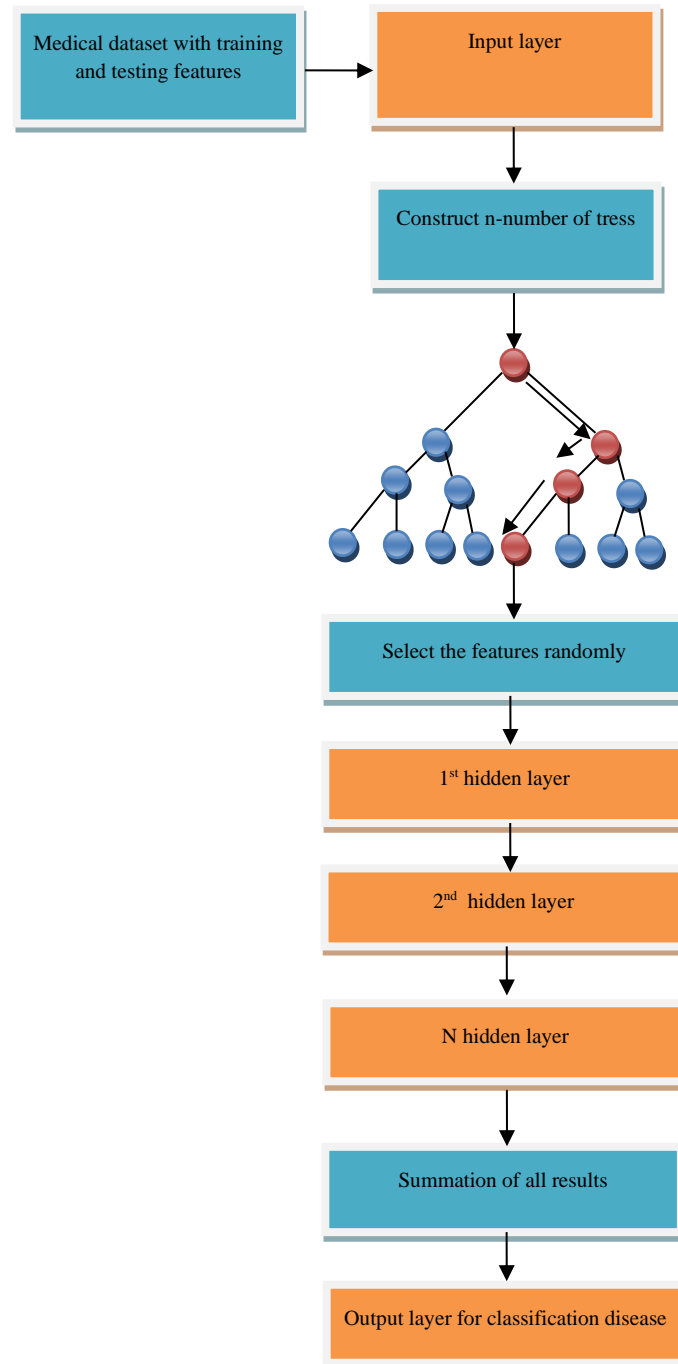 Medical dataset with training
and testing features
Input layer
Construct n-number of tress
Select the features randomly
1st hidden layer
2nd hidden layer
N hidden layer
Summation of all results
Output layer for classification disease